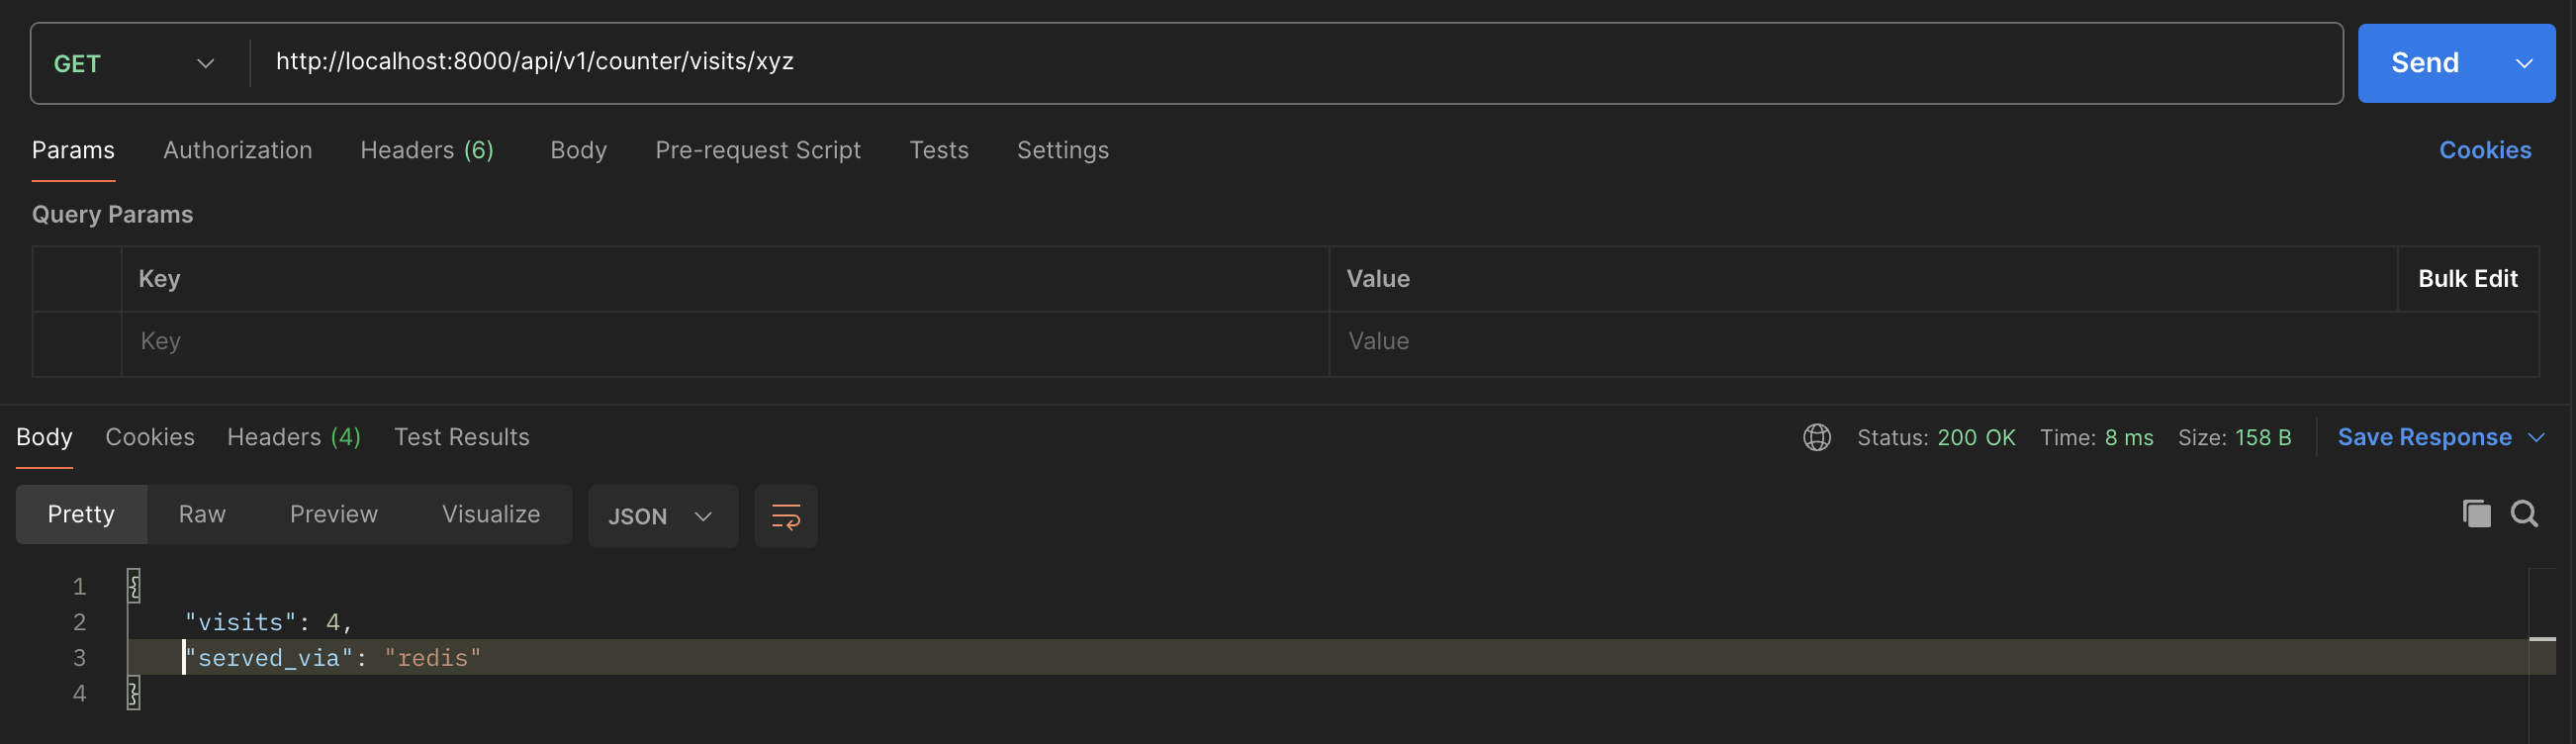 GET http://localhost:8000/api/v1/counter/visits/xyz Send
Params Authorization Headers (6) Body Pre-request Script Tests Settings Cookies
Query Params
Key Value Bulk Edit
Key Value
Body Cookies Headers (4) Test Results Status: 200 OK Time: 8 ms Size: 158 B Save Response
Pretty Raw Preview Visualize JSON
1 {
2 "visits": 4,
3 "served_via": "redis"
4 }